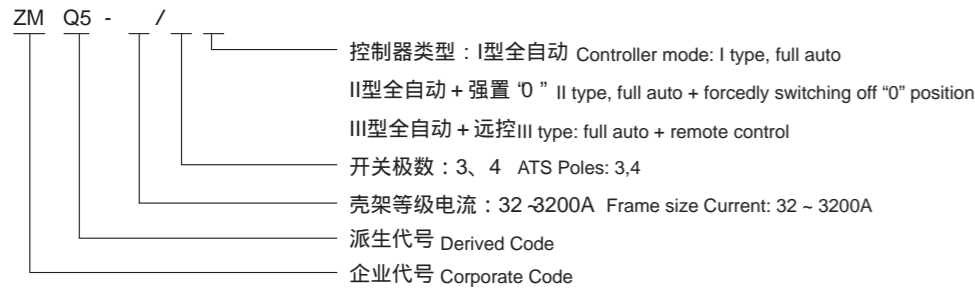 ZM Q5 - /
控制器类型：I型全自动 Controller mode: I type, full auto
II型全自动 + 强置 “0 ” II type, full auto + forcedly switching off “0” position
III型全自动 + 远控 III type: full auto + remote control
开关极数：3、4 ATS Poles: 3,4
壳架等级电流：32 ~3200A Frame size Current: 32 ~ 3200A
派生代号 Derived Code
企业代号 Corporate Code